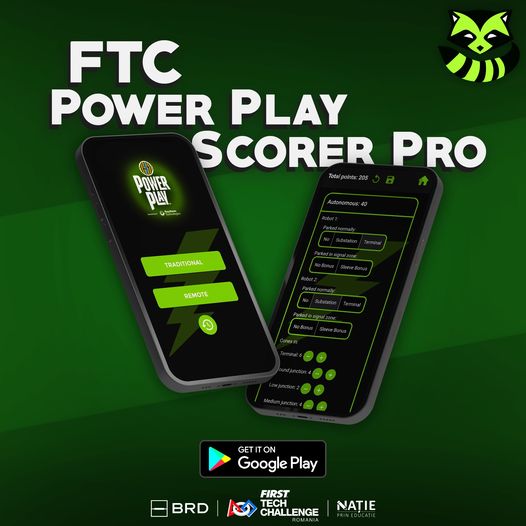 FTC
POWER PLAY
SCORER PRO
POWER
PLAY
TRADITIONAL
REMOTE
Total points: 205
Autonomous: 40
Robot 1:
Parked normally:
No Substation Terminal
Parked in signal zone:
No Bonus Sleeve Bonus
Robot 2:
Parked normally:
No Substation Terminal
Parked in signal zone:
No Bonus Sleeve Bonus
Cones in:
Terminal: 6 - +
Ground junction: 4 - +
Low junction: 2 - +
Medium junction: 4 - +
GET IT ON
Google Play
BRD
FIRST
TECH
CHALLENGE
ROMANIA
NAȚIE
PRIN EDUCAȚIE